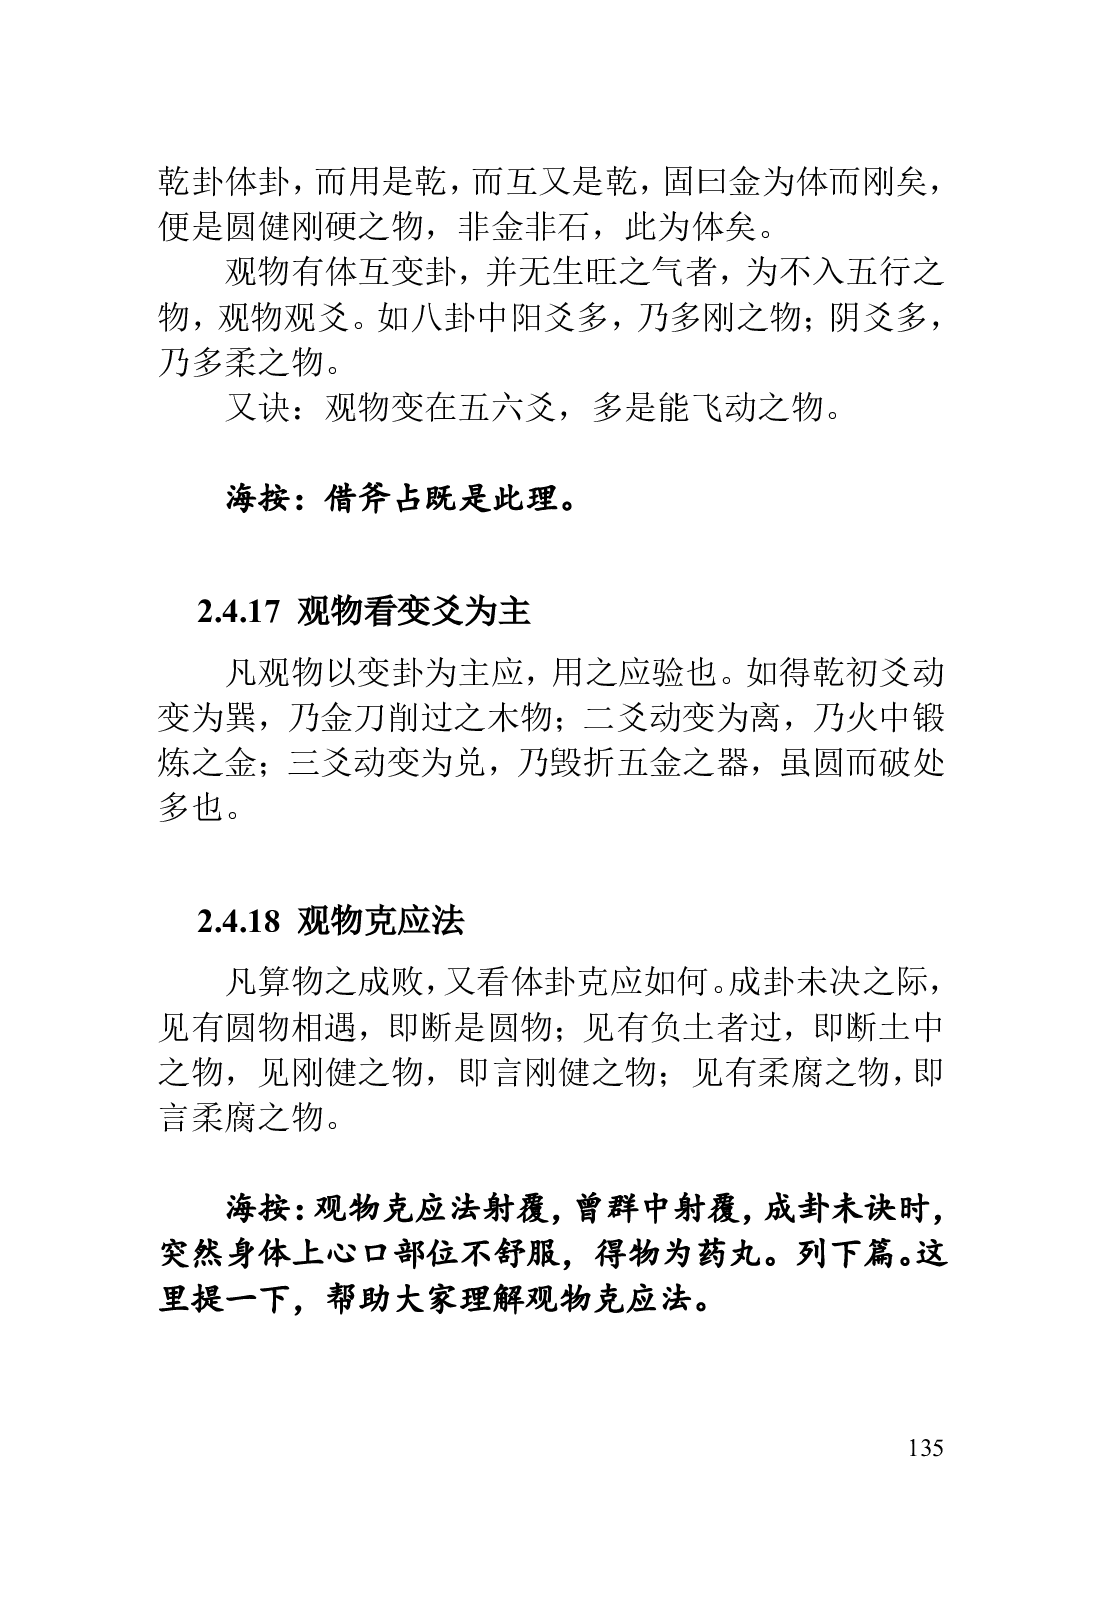 乾卦体卦，而用是乾，而互又是乾，固曰金为体而刚矣，
便是圆健刚硬之物，非金非石，此为体矣。
观物有体互变卦，并无生旺之气者，为不入五行之
物，观物观爻。如八卦中阳爻多，乃多刚之物；阴爻多，
乃多柔之物。
又诀：观物变在五六爻，多是能飞动之物。
海按：借斧占既是此理。
2.4.17 观物看变爻为主
凡观物以变卦为主应，用之应验也。如得乾初爻动
变为巽，乃金刀削过之木物；二爻动变为离，乃火中锻
炼之金；三爻动变为兑，乃毁折五金之器，虽圆而破处
多也。
2.4.18 观物克应法
凡算物之成败，又看体卦克应如何。成卦未决之际，
见有圆物相遇，即断是圆物；见有负土者过，即断土中
之物，见刚健之物，即言刚健之物；见有柔腐之物，即
言柔腐之物。
海按：观物克应法射覆，曾群中射覆，成卦未诀时，
突然身体上心口部位不舒服，得物为药丸。列下篇。这
里提一下，帮助大家理解观物克应法。
135